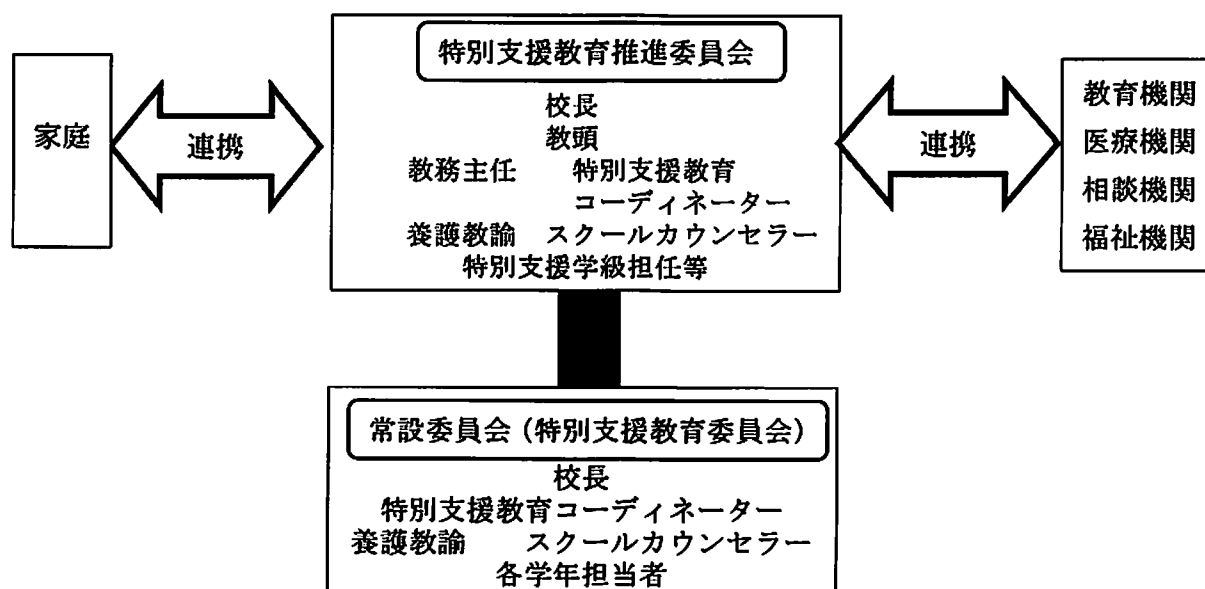 特別支援教育推進委員会
校長
教頭
教務主任 特別支援教育
コーディネーター
養護教諭 スクールカウンセラー
特別支援学級担任等
家庭
連携
連携
教育機関
医療機関
相談機関
福祉機関
常設委員会（特別支援教育委員会）
校長
特別支援教育コーディネーター
養護教諭 スクールカウンセラー
各学年担当者